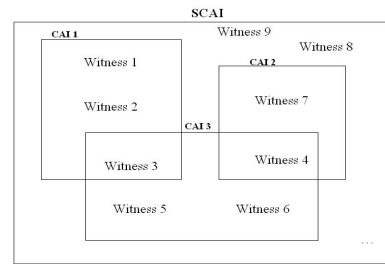 SCAI
Witness 9
CAI 1
Witness 8
Witness 1
CAI 2
Witness 2
Witness 7
CAI 3
Witness 3
Witness 4
Witness 5
Witness 6
...